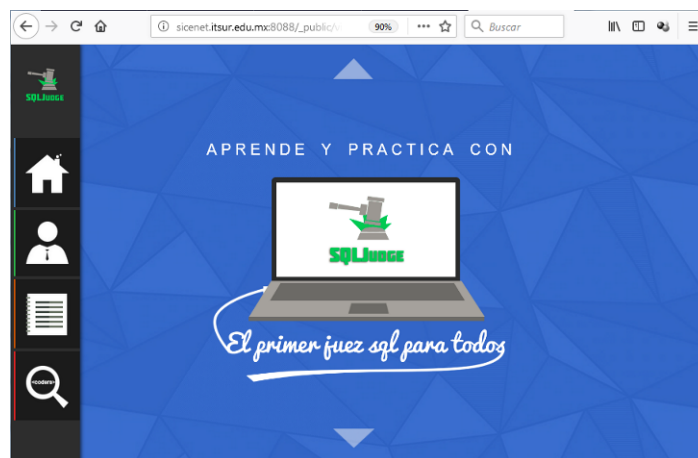 sicenet.itsur.edu.mx:8088/_public/
90%
Buscar
SQLJUDGE
APRENDE Y PRACTICA CON
SQLJUDGE
El primer juez sql para todos
<coders>